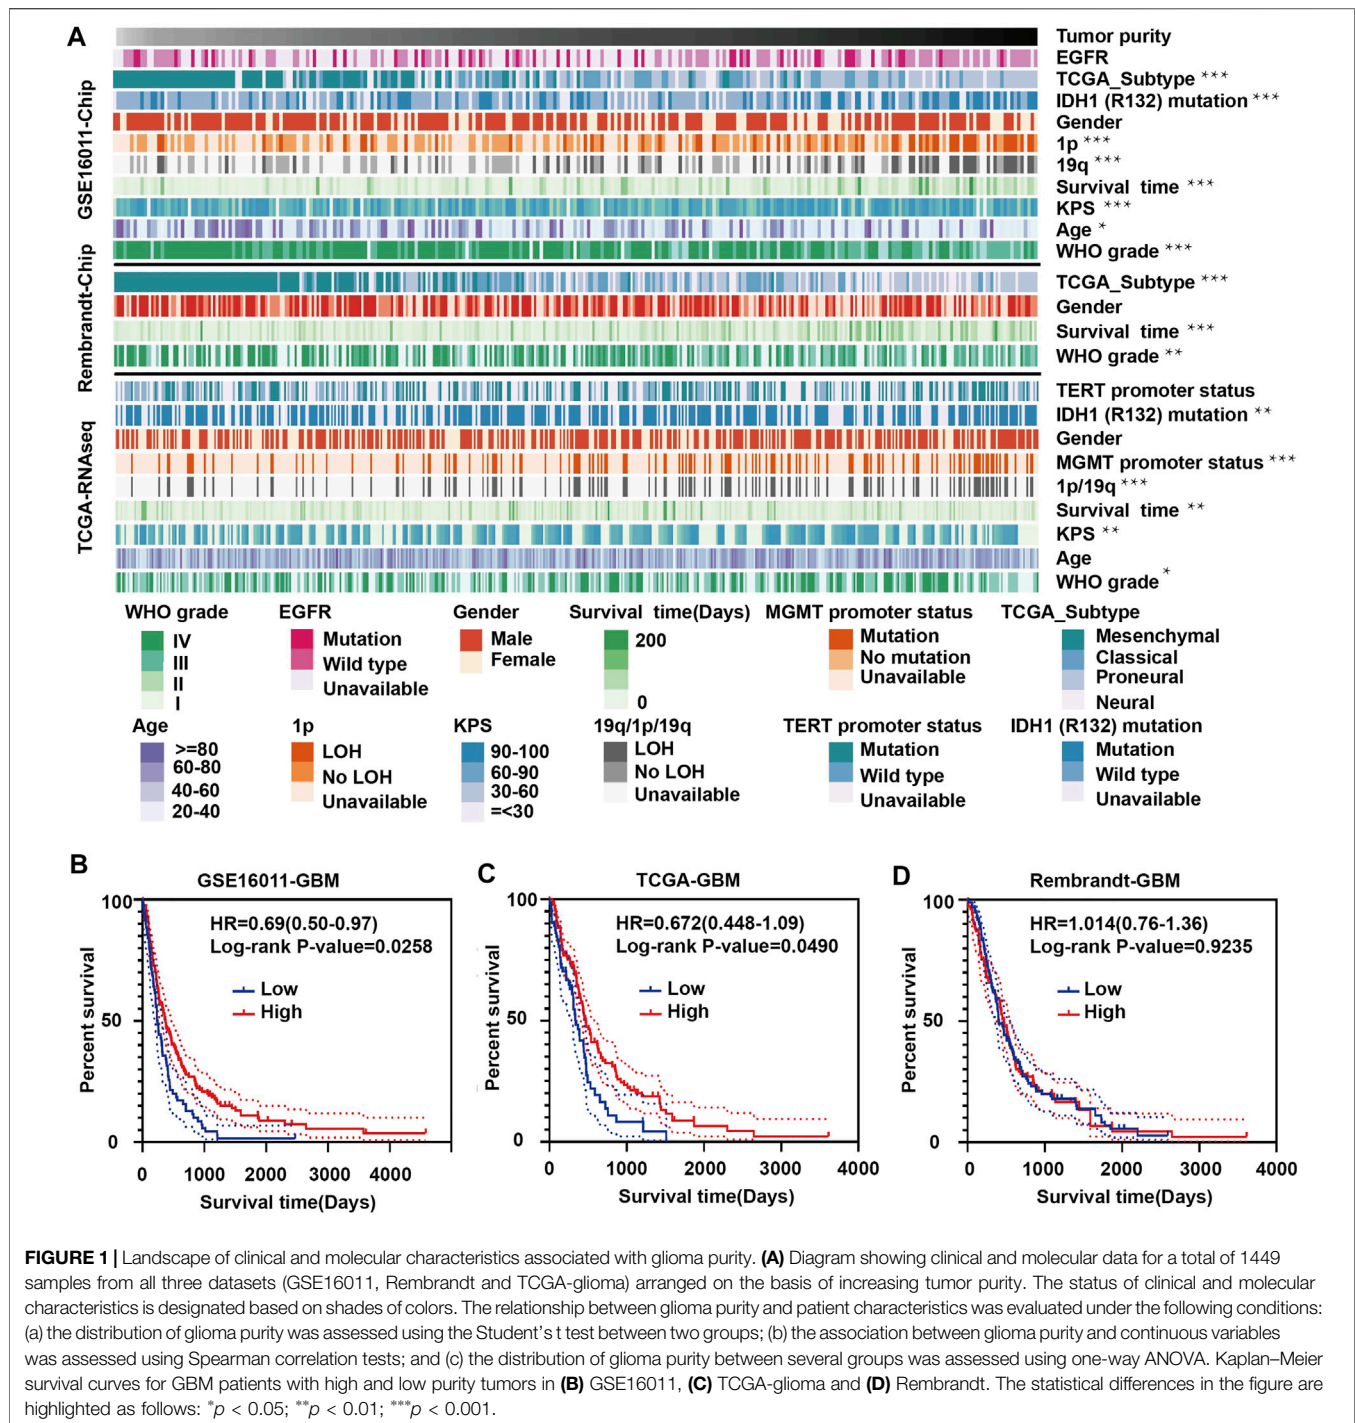 A
GSE16011-Chip
Tumor purity
EGFR
TCGA_Subtype ***
IDH1 (R132) mutation ***
Gender
1p ***
19q ***
Survival time ***
KPS ***
Age *
WHO grade ***
Rembrandt-Chip
TCGA_Subtype ***
Gender
Survival time ***
WHO grade **
TCGA-RNAseq
TERT promoter status
IDH1 (R132) mutation **
Gender
MGMT promoter status ***
1p/19q ***
Survival time **
KPS **
Age
WHO grade *
WHO grade
IV
III
II
I
EGFR
Mutation
Wild type
Unavailable
Gender
Male
Female
Survival time(Days)
200
0
MGMT promoter status
Mutation
No mutation
Unavailable
TCGA_Subtype
Mesenchymal
Classical
Proneural
Neural
Age
>=80
60-80
40-60
20-40
1p
LOH
No LOH
Unavailable
KPS
90-100
60-90
30-60
=<30
19q/1p/19q
LOH
No LOH
Unavailable
TERT promoter status
Mutation
Wild type
Unavailable
IDH1 (R132) mutation
Mutation
Wild type
Unavailable
B
GSE16011-GBM
HR=0.69(0.50-0.97)
Log-rank P-value=0.0258
Low
High
Percent survival
100
50
0
0 1000 2000 3000 4000
Survival time(Days)
C
TCGA-GBM
HR=0.672(0.448-1.09)
Log-rank P-value=0.0490
Low
High
Percent survival
100
50
0
0 1000 2000 3000 4000
Survival time(Days)
D
Rembrandt-GBM
HR=1.014(0.76-1.36)
Log-rank P-value=0.9235
Low
High
Percent survival
100
50
0
0 1000 2000 3000 4000
Survival time(Days)
FIGURE 1 | Landscape of clinical and molecular characteristics associated with glioma purity. (A) Diagram showing clinical and molecular data for a total of 1449
samples from all three datasets (GSE16011, Rembrandt and TCGA-glioma) arranged on the basis of increasing tumor purity. The status of clinical and molecular
characteristics is designated based on shades of colors. The relationship between glioma purity and patient characteristics was evaluated under the following conditions:
(a) the distribution of glioma purity was assessed using the Student's t test between two groups; (b) the association between glioma purity and continuous variables
was assessed using Spearman correlation tests; and (c) the distribution of glioma purity between several groups was assessed using one-way ANOVA. Kaplan–Meier
survival curves for GBM patients with high and low purity tumors in (B) GSE16011, (C) TCGA-glioma and (D) Rembrandt. The statistical differences in the figure are
highlighted as follows: *p < 0.05; **p < 0.01; ***p < 0.001.